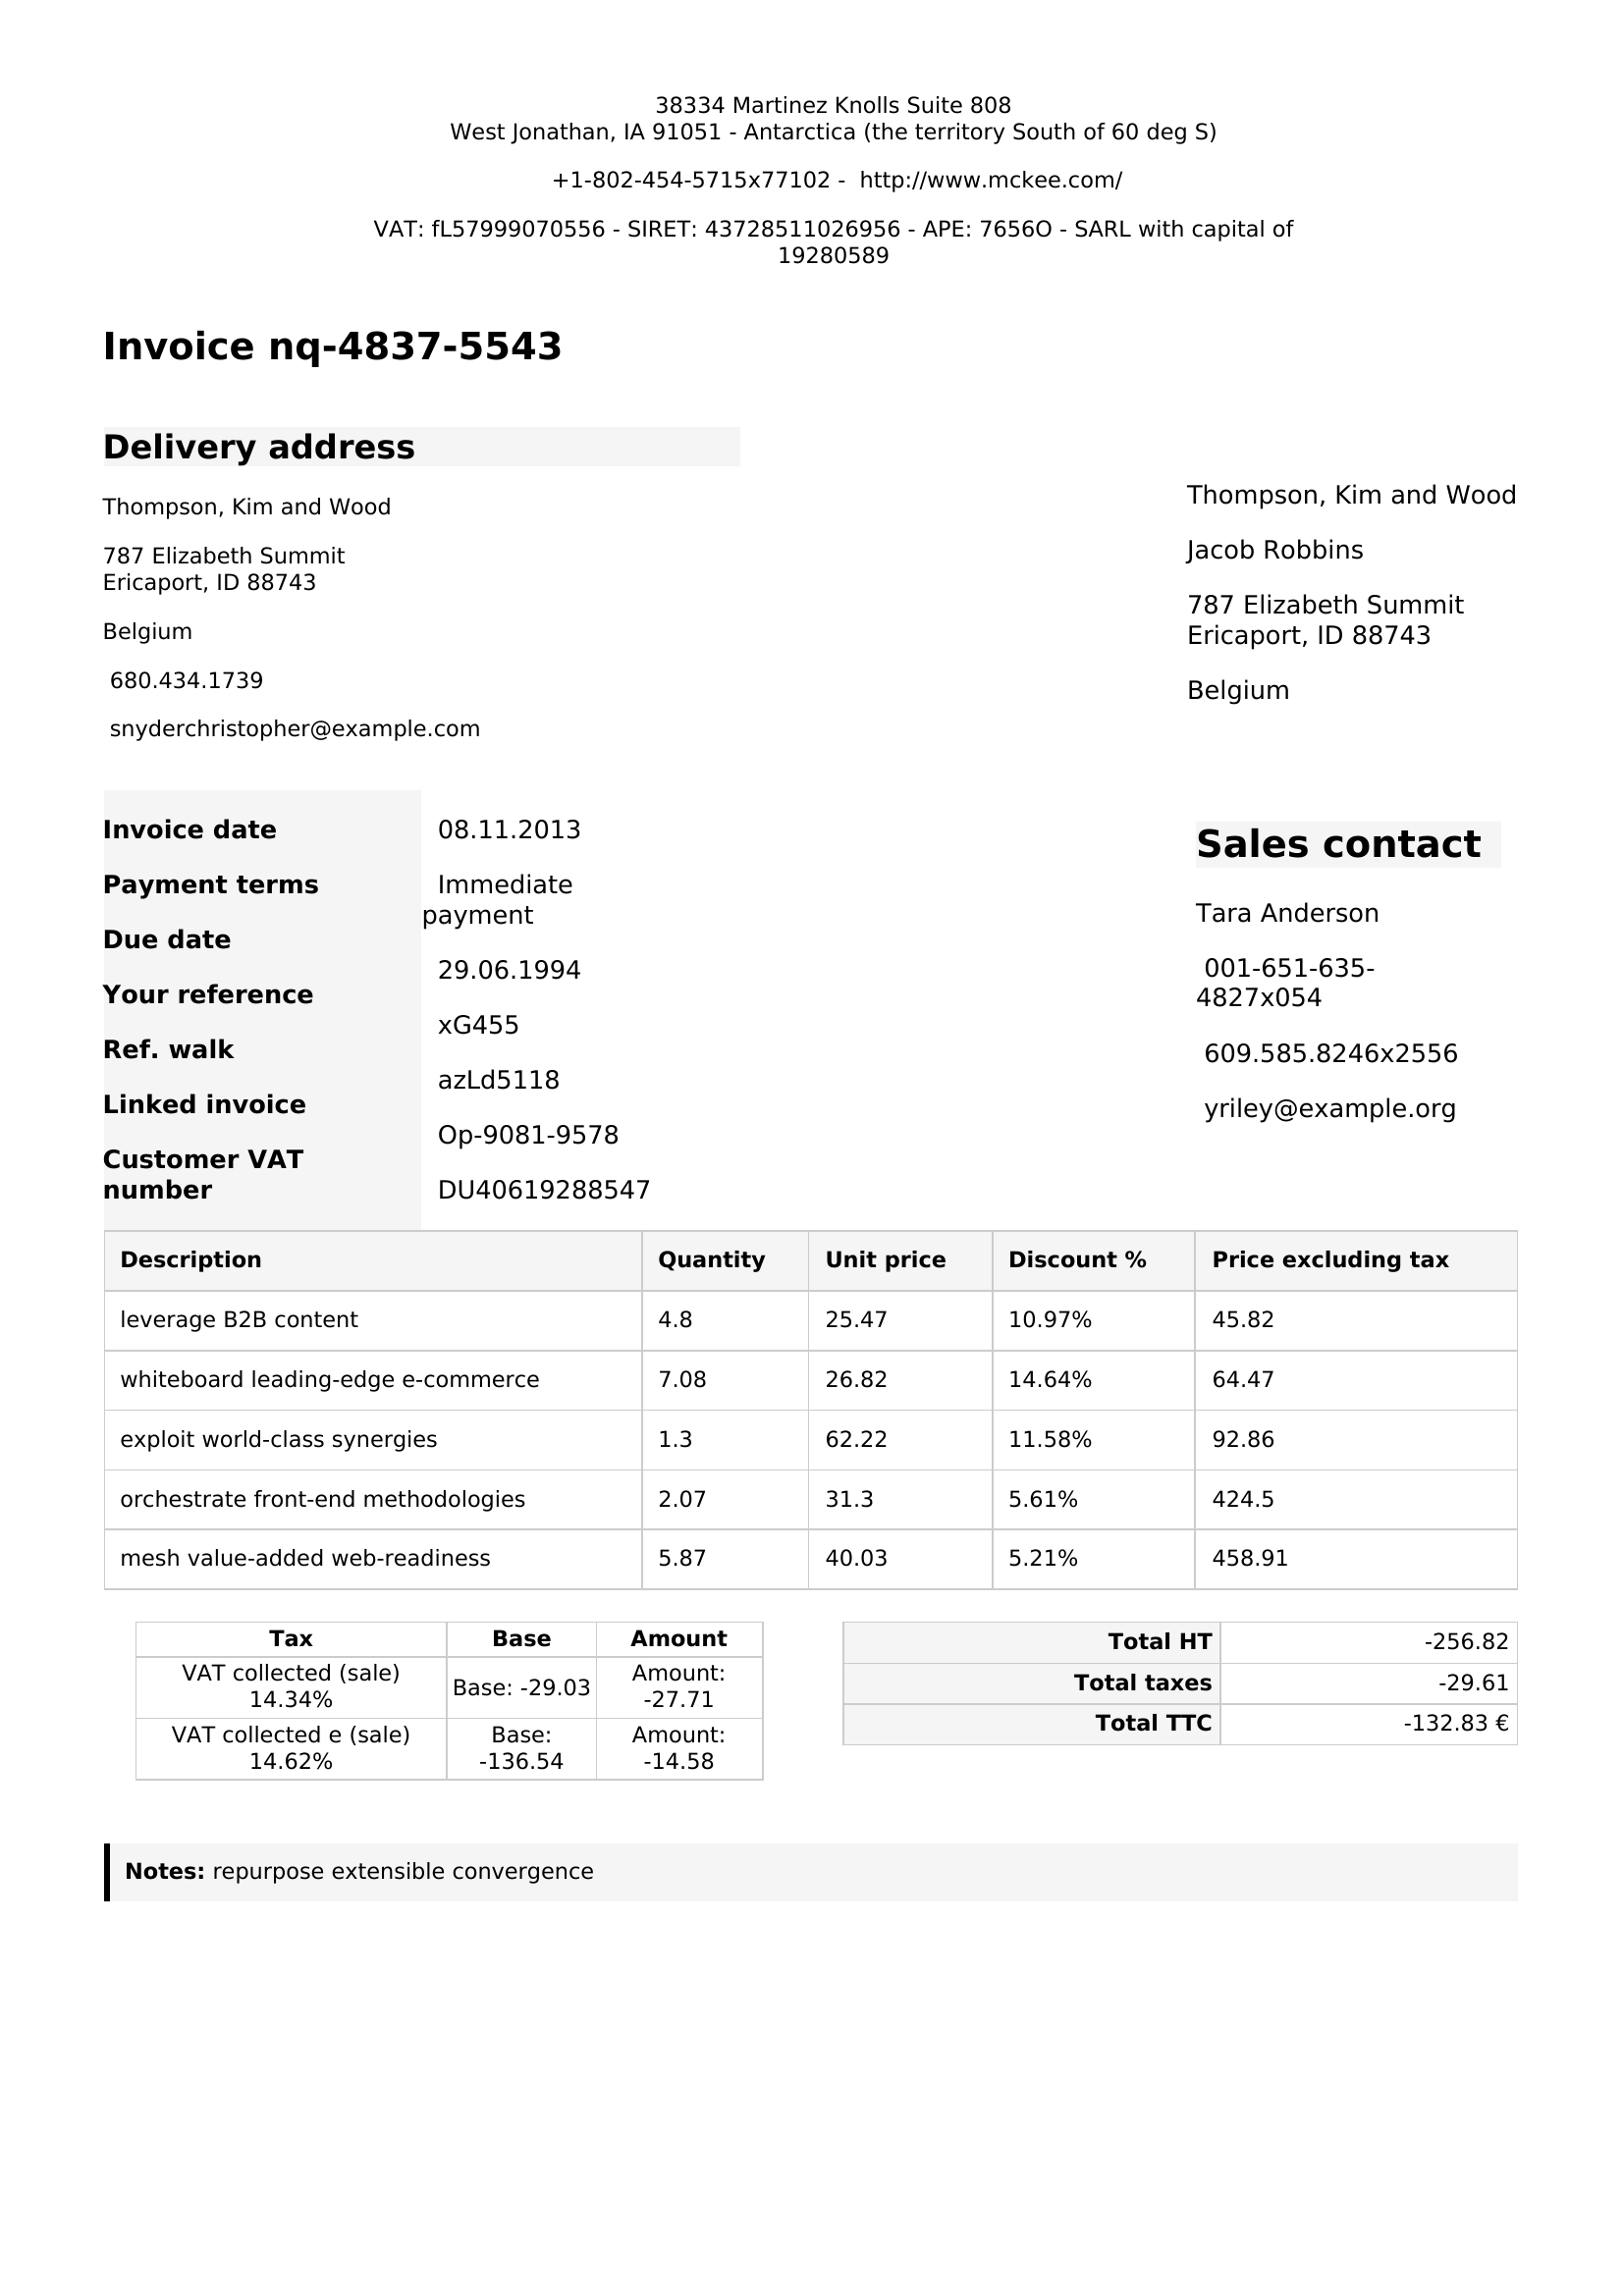 38334 Martinez Knolls Suite 808
West Jonathan, IA 91051 - Antarctica (the territory South of 60 deg S)
+1-802-454-5715x77102 - http://www.mckee.com/
VAT: fL57999070556 - SIRET: 43728511026956 - APE: 7656O - SARL with capital of
19280589
Invoice nq-4837-5543
Delivery address
Thompson, Kim and Wood
787 Elizabeth Summit
Ericaport, ID 88743
Belgium
680.434.1739
snyderchristopher@example.com
Thompson, Kim and Wood
Jacob Robbins
787 Elizabeth Summit
Ericaport, ID 88743
Belgium
Invoice date
Payment terms
Due date
Your reference
Ref. walk
Linked invoice
Customer VAT
number
08.11.2013
Immediate
payment
29.06.1994
xG455
azLd5118
Op-9081-9578
DU40619288547
Sales contact
Tara Anderson
001-651-635-
4827x054
609.585.8246x2556
yriley@example.org
Description Quantity Unit price Discount % Price excluding tax
leverage B2B content 4.8 25.47 10.97% 45.82
whiteboard leading-edge e-commerce 7.08 26.82 14.64% 64.47
exploit world-class synergies 1.3 62.22 11.58% 92.86
orchestrate front-end methodologies 2.07 31.3 5.61% 424.5
mesh value-added web-readiness 5.87 40.03 5.21% 458.91
Tax Base Amount
VAT collected (sale)
14.34%
Base: -29.03
Amount:
-27.71
VAT collected e (sale)
14.62%
Base:
-136.54
Amount:
-14.58
Total HT -256.82
Total taxes -29.61
Total TTC -132.83 €
Notes: repurpose extensible convergence